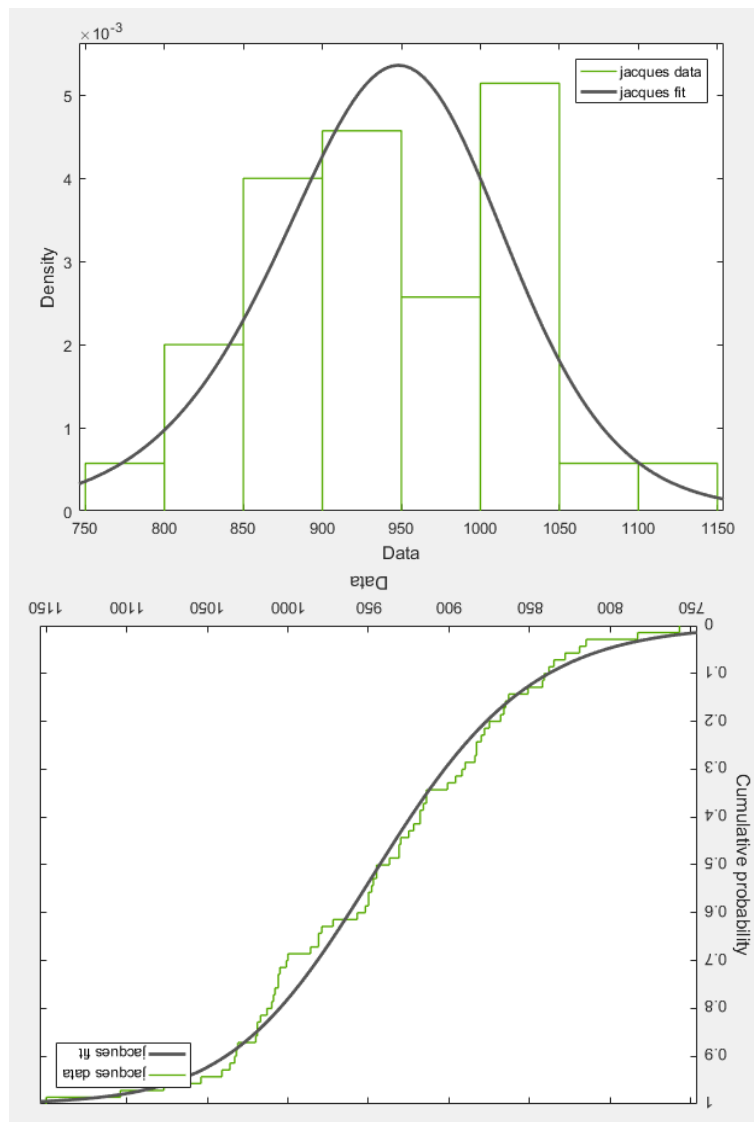 ×10-3
jacques data
jacques fit
5
4
3
2
1
0
Density
750 800 850 900 950 1000 1050 1100 1150
Data
Data
1150 1100 1050 1000 950 900 850 800 750
0
0.1
0.2
0.3
0.4
0.5
0.6
0.7
0.8
0.9
1
Cumulative probability
jacques fit
jacques data